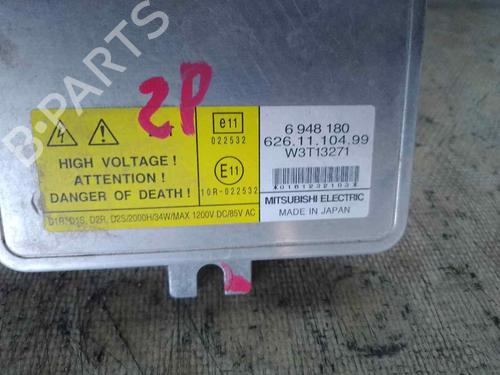 B-PARTS
2P
HIGH VOLTAGE !
ATTENTION !
DANGER OF DEATH !
D1R, D1S, D2R, D2S/2000H/34W/MAX 1200V DC/85V AC
e11
022532
E11
10R-022532
6 948 180
626.11.104.99
W3T13271
*0161232103*
MITSUBISHI ELECTRIC
MADE IN JAPAN